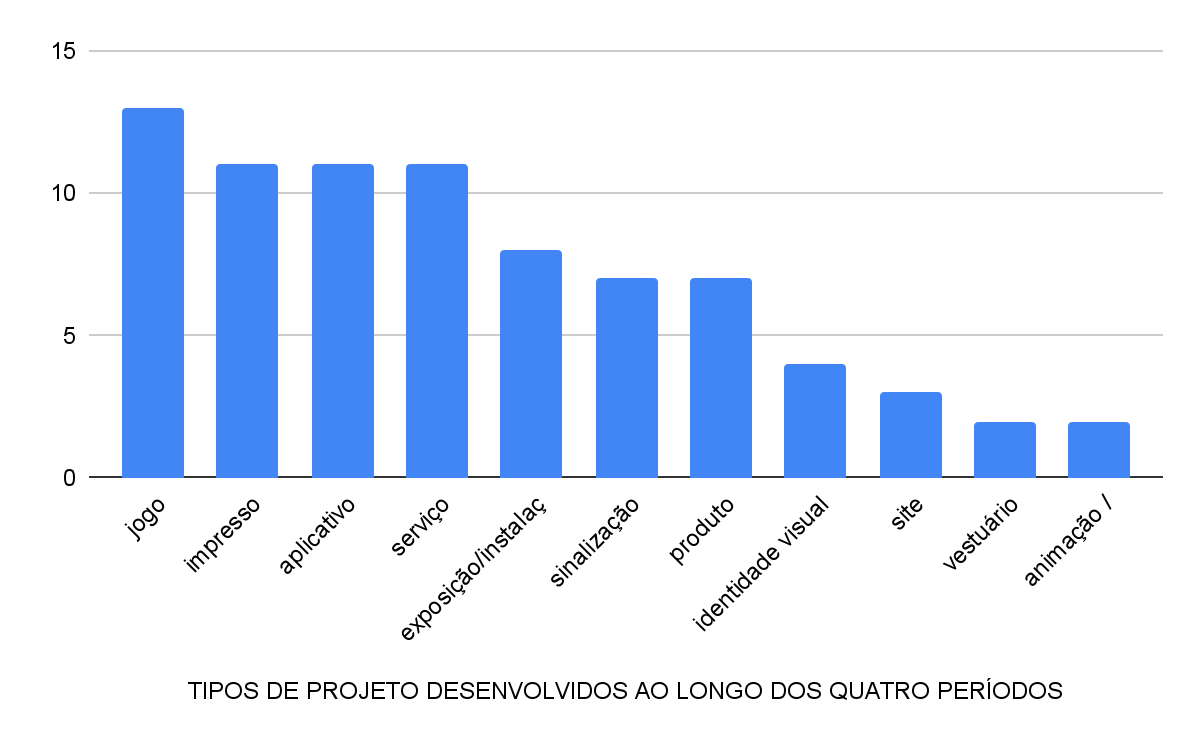 15
10
5
0
jogo
impresso
aplicativo
serviço
exposição/instalaç
sinalização
produto
identidade visual
site
vestuário
animação /
TIPOS DE PROJETO DESENVOLVIDOS AO LONGO DOS QUATRO PERÍODOS